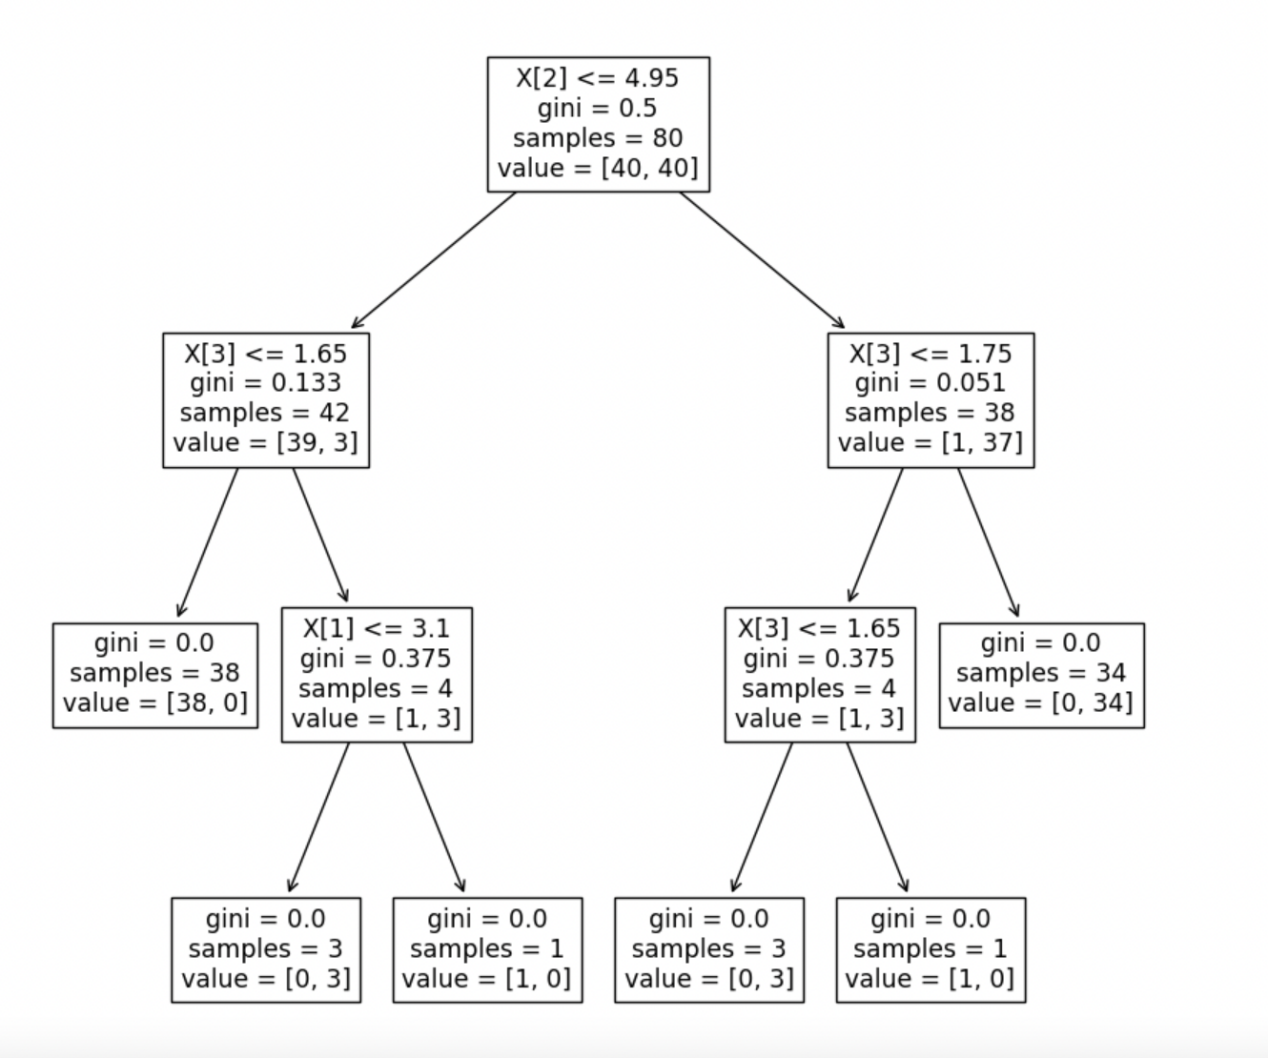 X[2] <= 4.95
gini = 0.5
samples = 80
value = [40, 40]
X[3] <= 1.65
gini = 0.133
samples = 42
value = [39, 3]
X[3] <= 1.75
gini = 0.051
samples = 38
value = [1, 37]
gini = 0.0
samples = 38
value = [38, 0]
X[1] <= 3.1
gini = 0.375
samples = 4
value = [1, 3]
X[3] <= 1.65
gini = 0.375
samples = 4
value = [1, 3]
gini = 0.0
samples = 34
value = [0, 34]
gini = 0.0
samples = 3
value = [0, 3]
gini = 0.0
samples = 1
value = [1, 0]
gini = 0.0
samples = 3
value = [0, 3]
gini = 0.0
samples = 1
value = [1, 0]